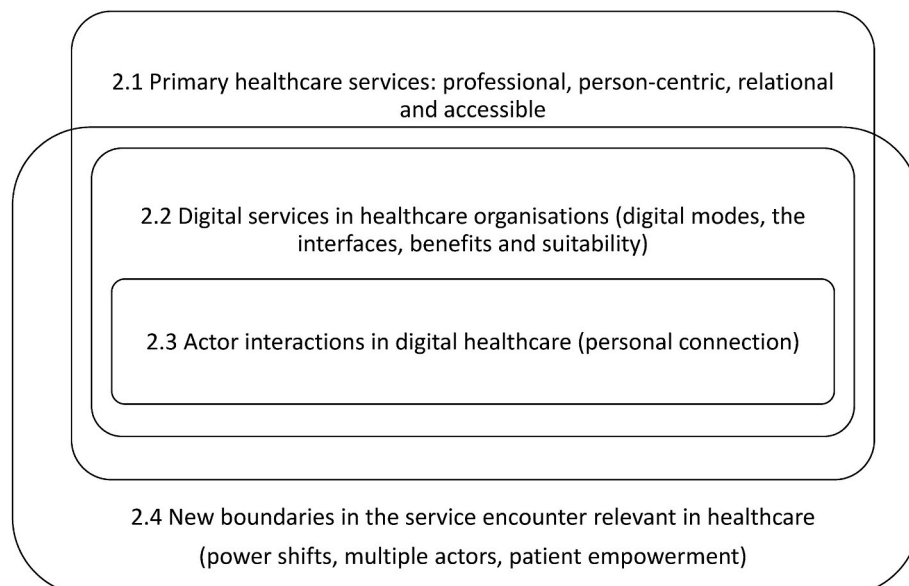 2.1 Primary healthcare services: professional, person-centric, relational
and accessible
2.2 Digital services in healthcare organisations (digital modes, the
interfaces, benefits and suitability)
2.3 Actor interactions in digital healthcare (personal connection)
2.4 New boundaries in the service encounter relevant in healthcare
(power shifts, multiple actors, patient empowerment)